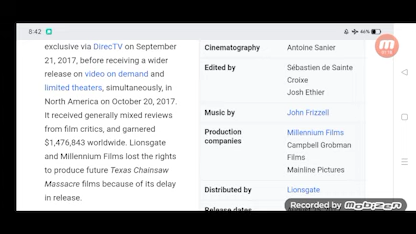 8:42
46%
exclusive via DirecTV on September
21, 2017, before receiving a wider
release on video on demand and
limited theaters, simultaneously, in
North America on October 20, 2017.
It received generally mixed reviews
from film critics, and garnered
$1,476,843 worldwide. Lionsgate
and Millennium Films lost the rights
to produce future Texas Chainsaw
Massacre films because of its delay
in release.
Cinematography Antoine Sanier
Edited by Sébastien de Sainte
Croixe
Josh Ethier
Music by John Frizzell
Production Millennium Films
companies Campbell Grobman
Films
Mainline Pictures
Distributed by Lionsgate
Release dates
Recorded by Mobizen